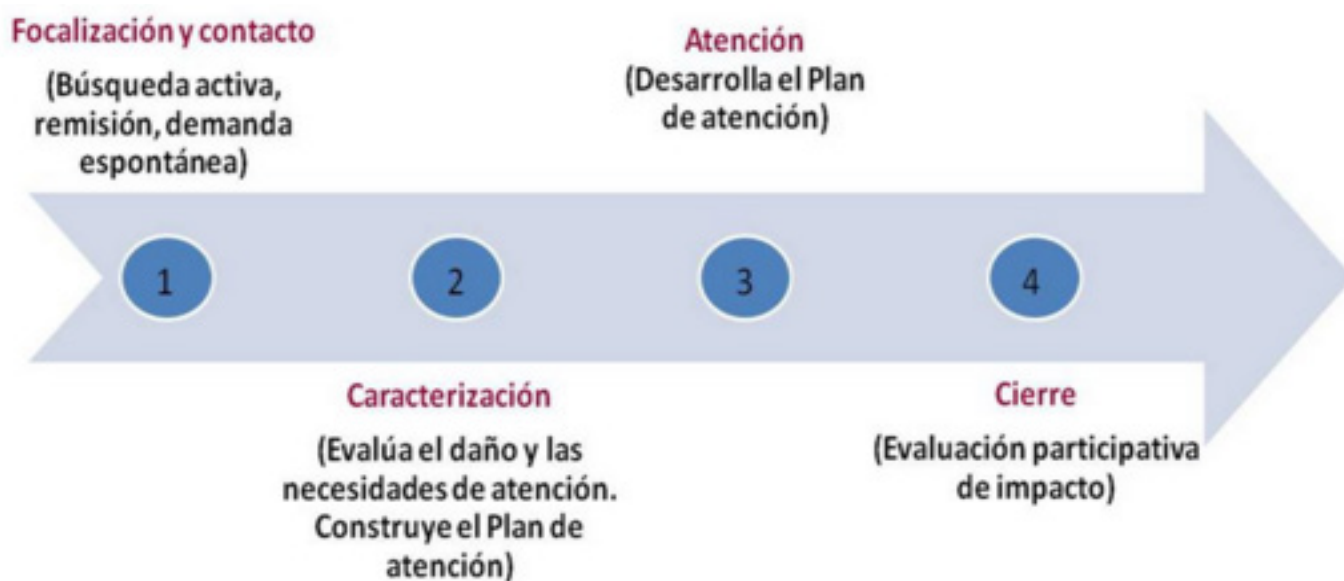 Focalización y contacto
(Búsqueda activa,
remisión, demanda
espontánea)
Atención
(Desarrolla el Plan
de atención)
1
2
3
4
Caracterización
(Evalúa el daño y las
necesidades de atención.
Construye el Plan de
atención)
Cierre
(Evaluación participativa
de impacto)